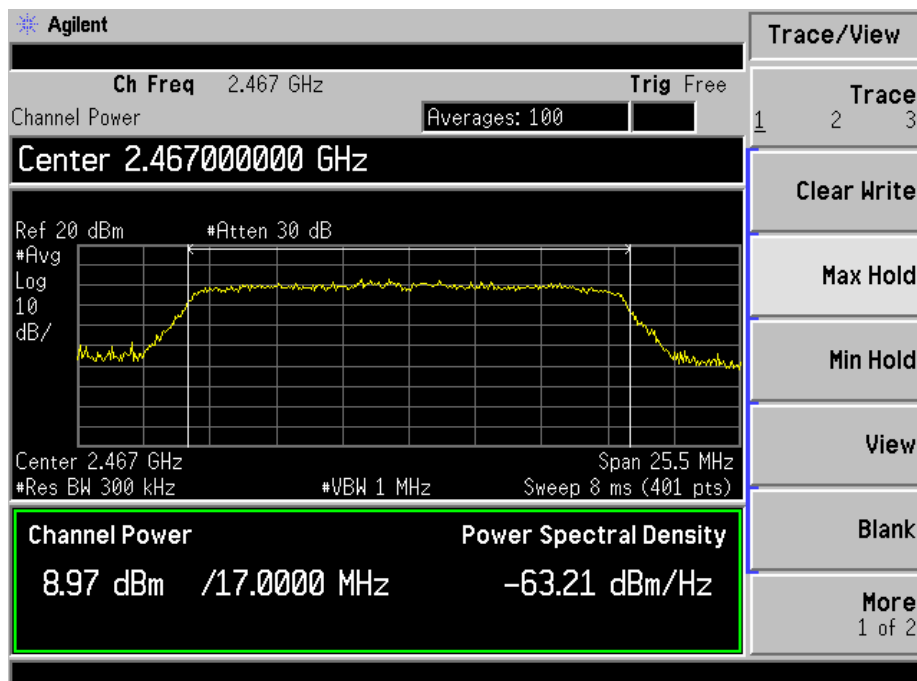 Agilent
Trace/View
Ch Freq 2.467 GHz Trig Free
Channel Power Averages: 100
Trace
1 2 3
Center 2.467000000 GHz
Clear Write
Ref 20 dBm #Atten 30 dB
#Avg
Log
10
dB/
Max Hold
Min Hold
View
Center 2.467 GHz Span 25.5 MHz
#Res BW 300 kHz #VBW 1 MHz Sweep 8 ms (401 pts)
Channel Power Power Spectral Density
Blank
8.97 dBm /17.0000 MHz -63.21 dBm/Hz
More
1 of 2